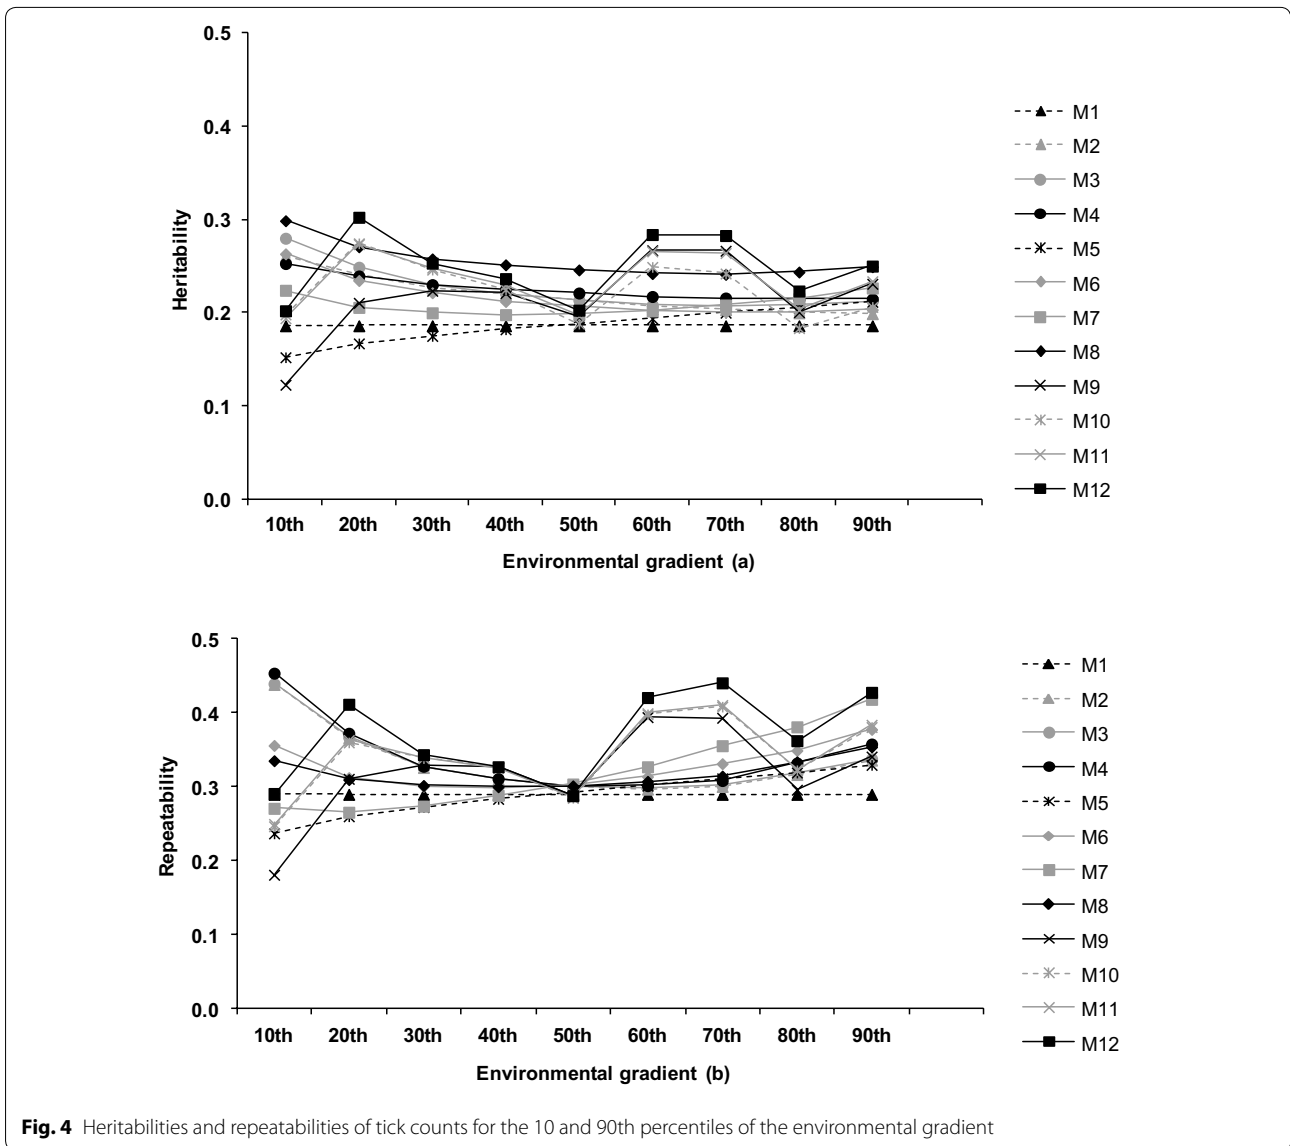 0.5
0.4
0.3
0.2
0.1
0.0
Heritability
10th 20th 30th 40th 50th 60th 70th 80th 90th
Environmental gradient (a)
M1
M2
M3
M4
M5
M6
M7
M8
M9
M10
M11
M12
0.5
0.4
0.3
0.2
0.1
0.0
Repeatability
10th 20th 30th 40th 50th 60th 70th 80th 90th
Environmental gradient (b)
M1
M2
M3
M4
M5
M6
M7
M8
M9
M10
M11
M12
Fig. 4 Heritabilities and repeatabilities of tick counts for the 10 and 90th percentiles of the environmental gradient